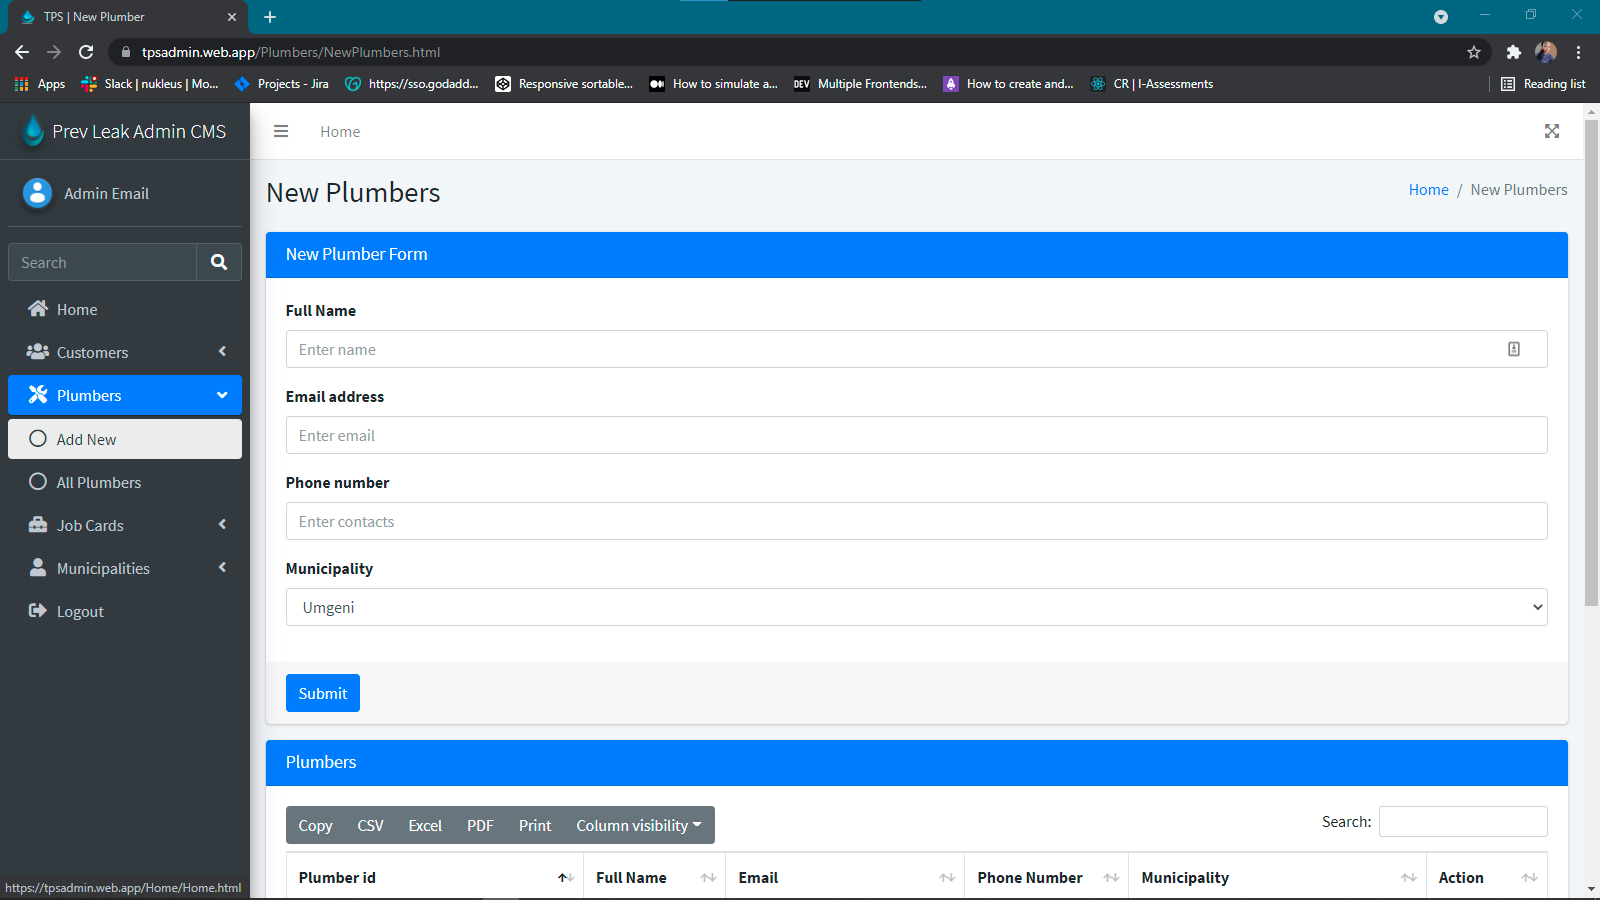 TPS | New Plumber
tpsadmin.web.app/Plumbers/NewPlumbers.html
Apps
Slack | nukleus | Mo...
Projects - Jira
https://sso.godadd...
Responsive sortable...
How to simulate a...
DEV
Multiple Frontends...
How to create and...
CR | I-Assessments
Reading list
Prev Leak Admin CMS
Home
Admin Email
New Plumbers
Home / New Plumbers
Search
New Plumber Form
Home
Customers
Plumbers
Add New
All Plumbers
Job Cards
Municipalities
Logout
Full Name
Enter name
Email address
Enter email
Phone number
Enter contacts
Municipality
Umgeni
Submit
Plumbers
Copy CSV Excel PDF Print Column visibility
Search:
Plumber id Full Name Email Phone Number Municipality Action
https://tpsadmin.web.app/Home/Home.html